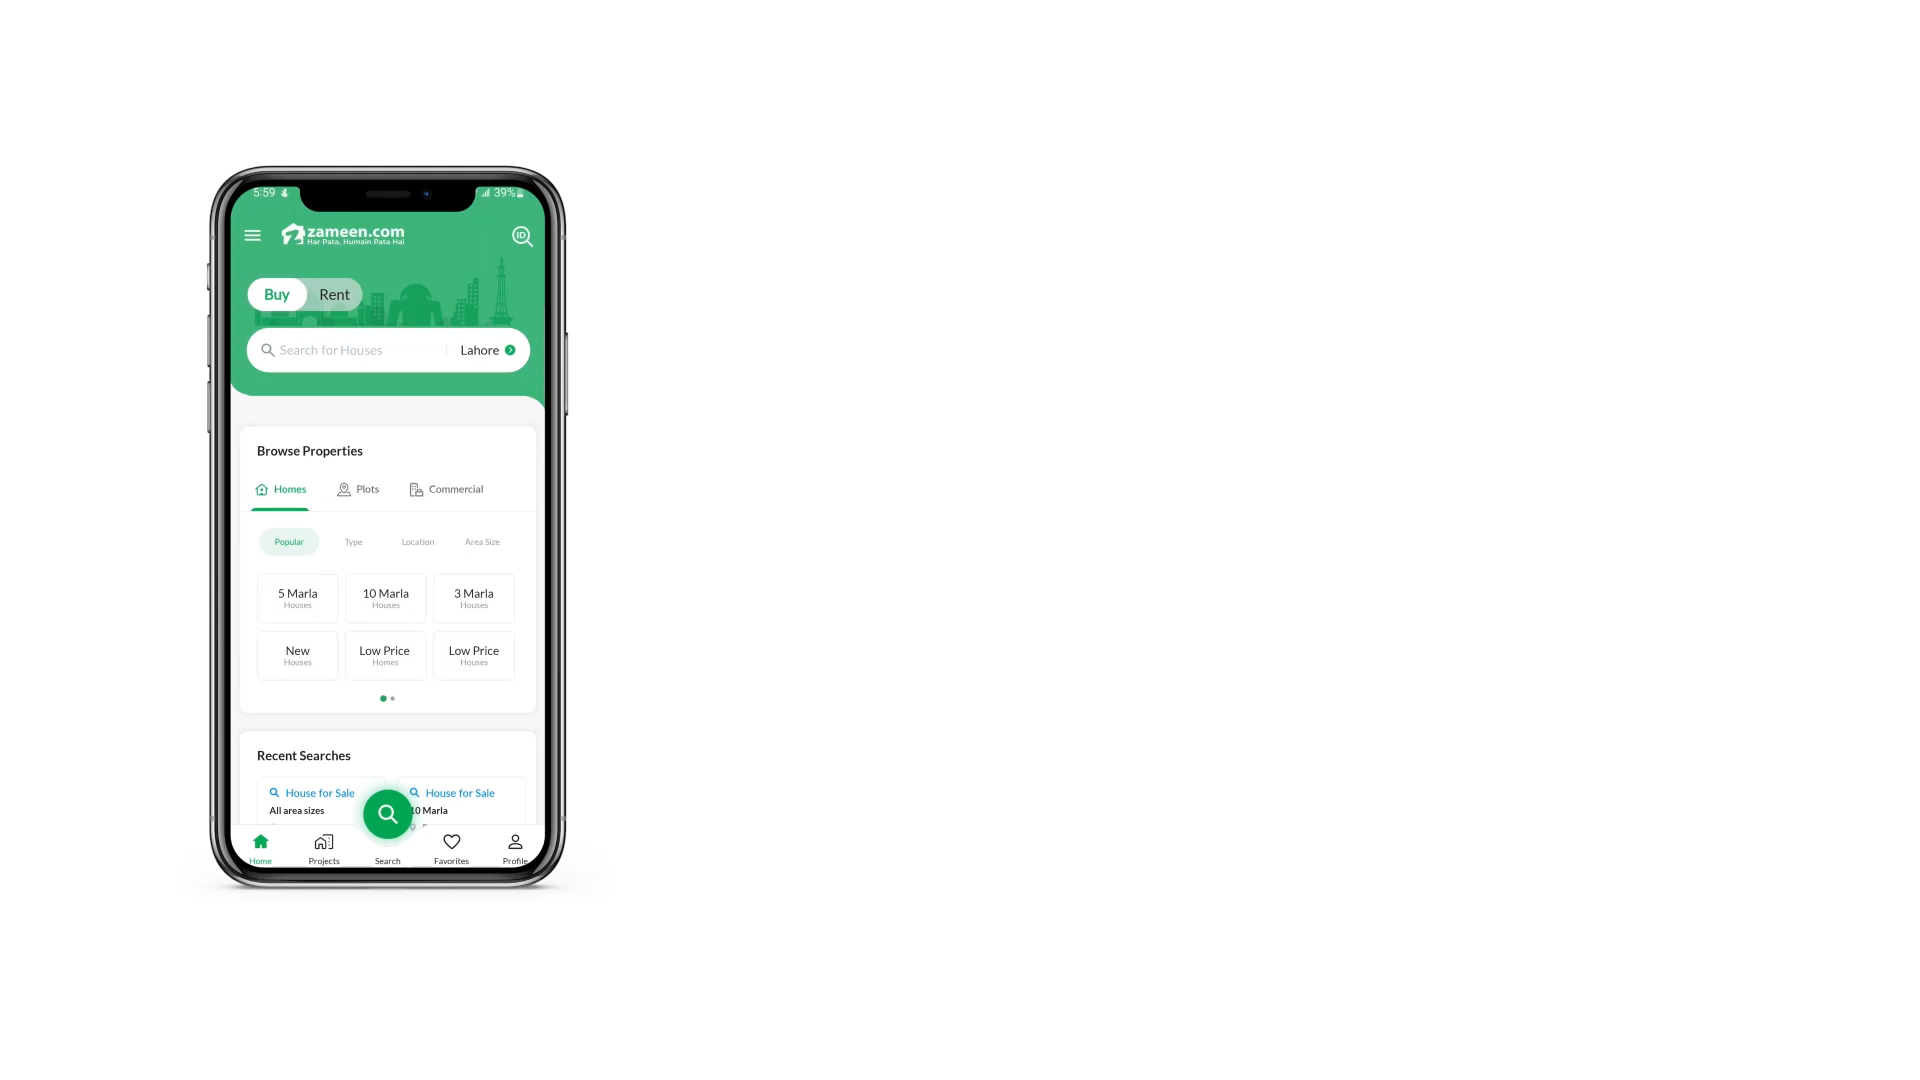 5:59
39%
zameen.com
Har Pata, Humain Pata Hai
ID
Buy Rent
Search for Houses Lahore
Browse Properties
Homes Plots Commercial
Popular Type Location Area Size
5 Marla 10 Marla 3 Marla
Houses Houses Houses
New Low Price Low Price
Houses Homes Houses
Recent Searches
House for Sale House for Sale
All area sizes 10 Marla
Home Projects Search Favorites Profile